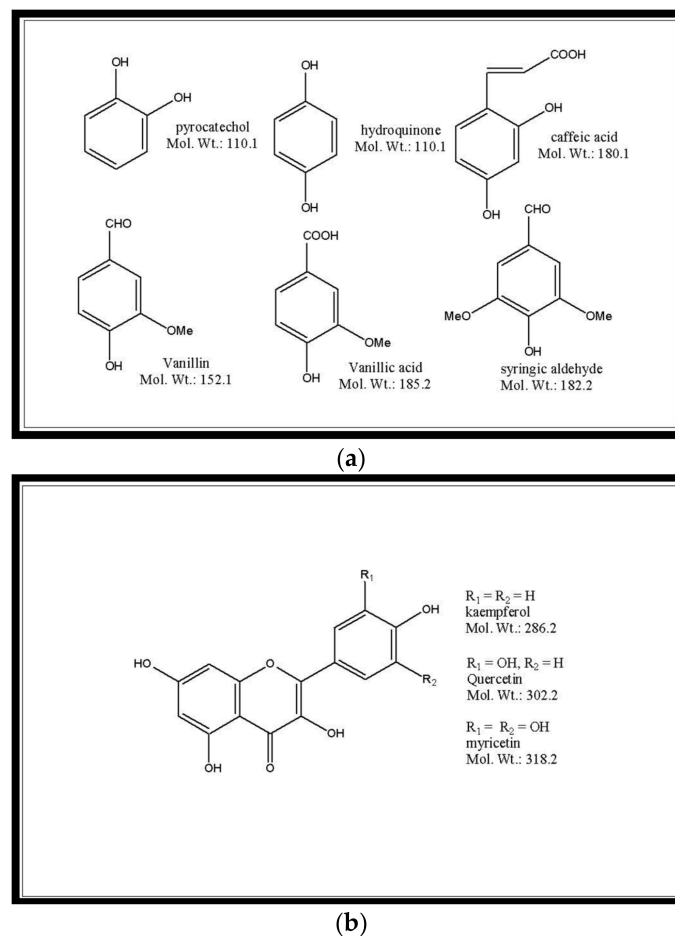 OH
OH
pyrocatechol
Mol. Wt.: 110.1
OH
hydroquinone
Mol. Wt.: 110.1
OH
COOH
OH
caffeic acid
Mol. Wt.: 180.1
OH
CHO
OMe
OH
Vanillin
Mol. Wt.: 152.1
COOH
OMe
OH
Vanillic acid
Mol. Wt.: 185.2
CHO
MeO
OMe
OH
syringic aldehyde
Mol. Wt.: 182.2
(a)
R₁
OH
HO
O
R₂
OH
OH
O
R₁ = R₂ = H
kaempferol
Mol. Wt.: 286.2
R₁ = OH, R₂ = H
Quercetin
Mol. Wt.: 302.2
R₁ = R₂ = OH
myricetin
Mol. Wt.: 318.2
(b)